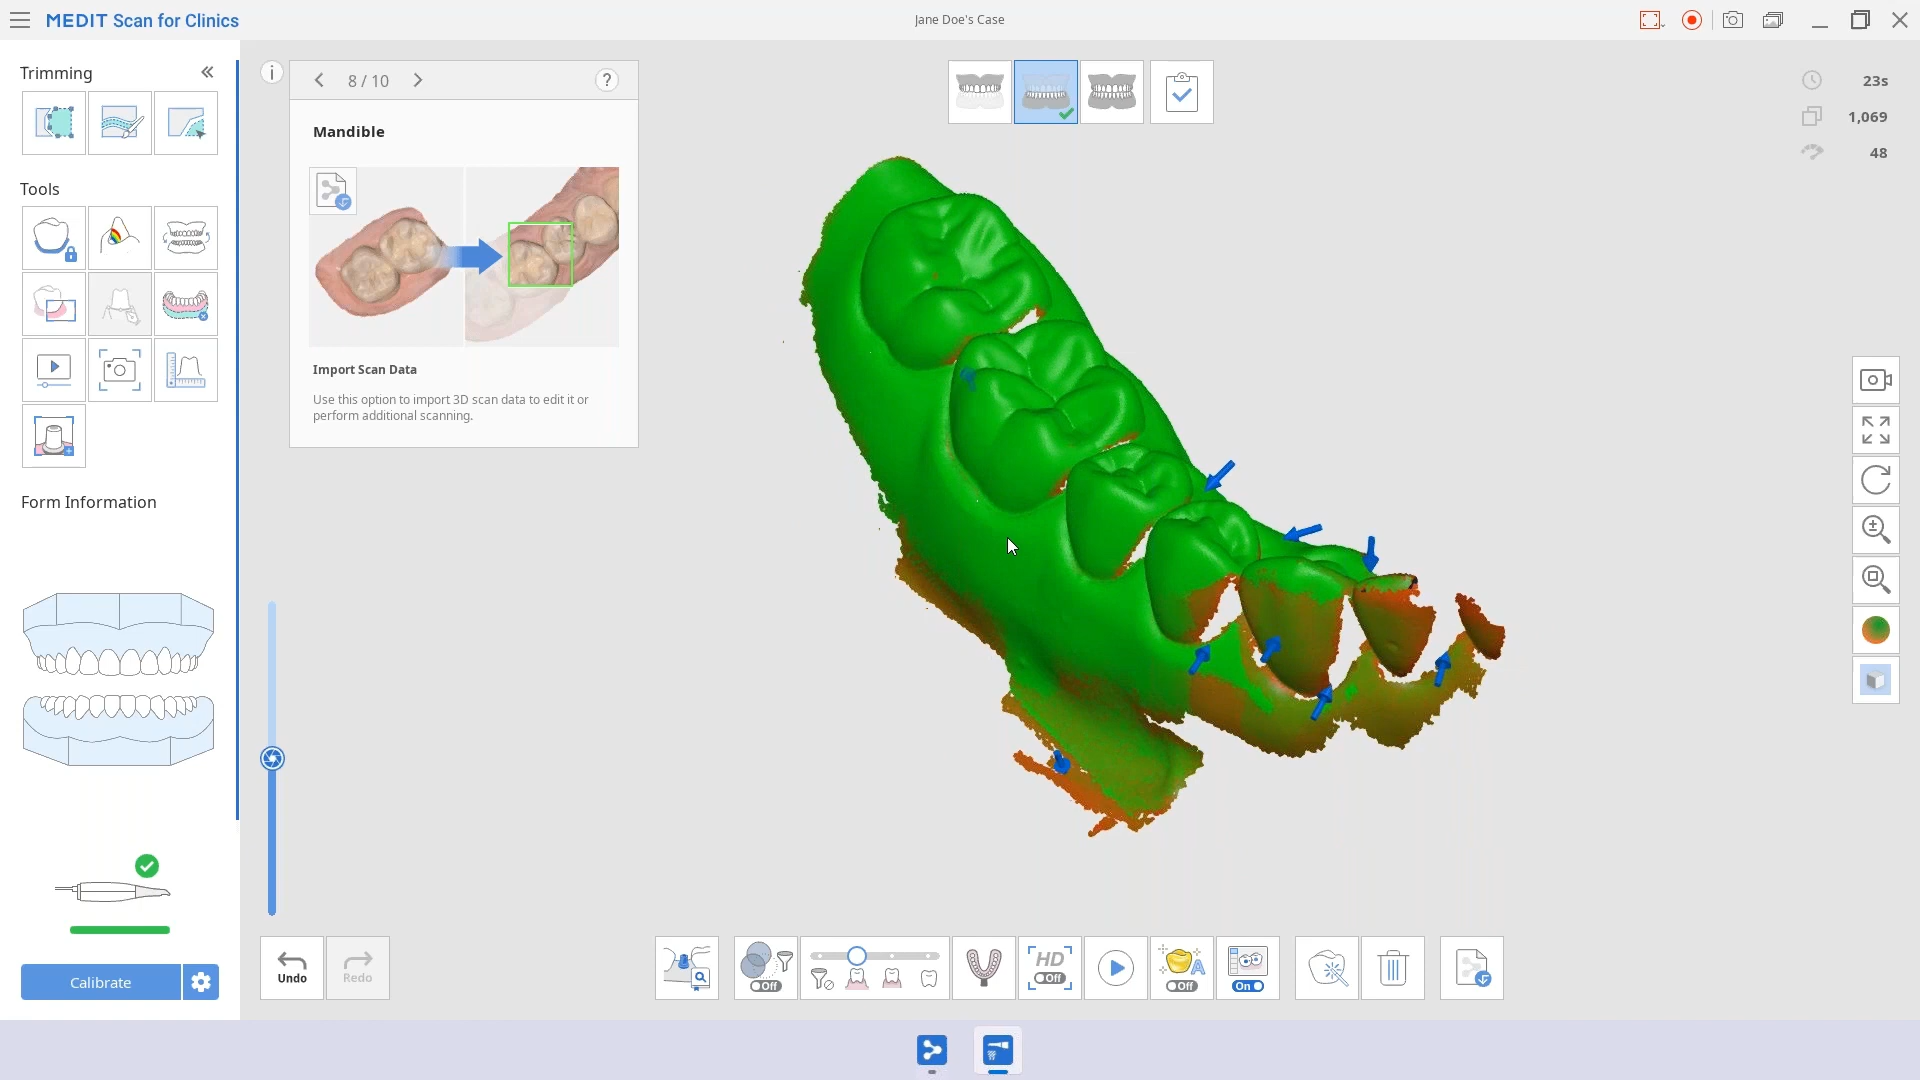 MEDIT Scan for Clinics
Jane Doe's Case
Trimming
Tools
Form Information
Calibrate
i
8 / 10
?
Mandible
Import Scan Data
Use this option to import 3D scan data to edit it or
perform additional scanning.
23s
1,069
48
Undo
Redo
Off
HD
Off
A
Off
On